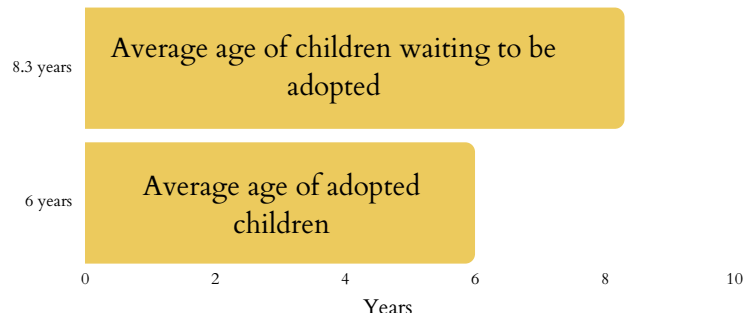 8.3 years
Average age of children waiting to be
adopted
6 years
Average age of adopted
children
0 2 4 6 8 10
Years